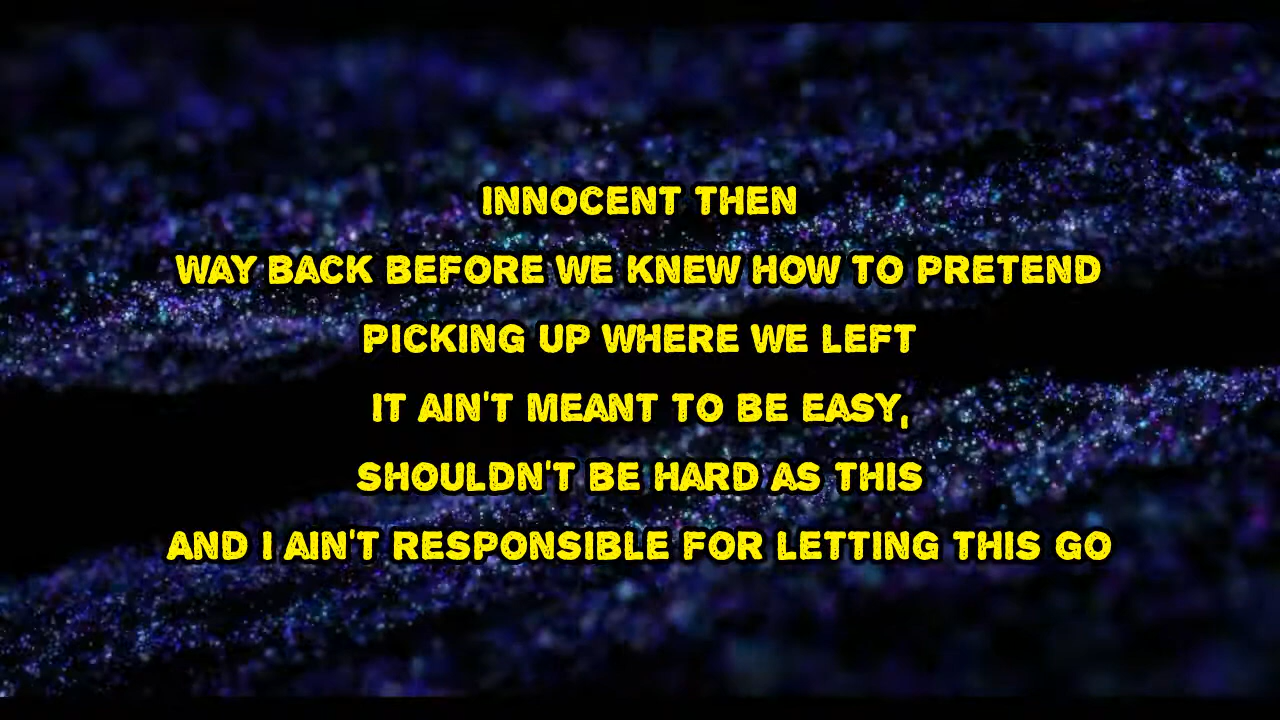 INNOCENT THEN
WAY BACK BEFORE WE KNEW HOW TO PRETEND
PICKING UP WHERE WE LEFT
IT AIN'T MEANT TO BE EASY,
SHOULDN'T BE HARD AS THIS
AND I AIN'T RESPONSIBLE FOR LETTING THIS GO